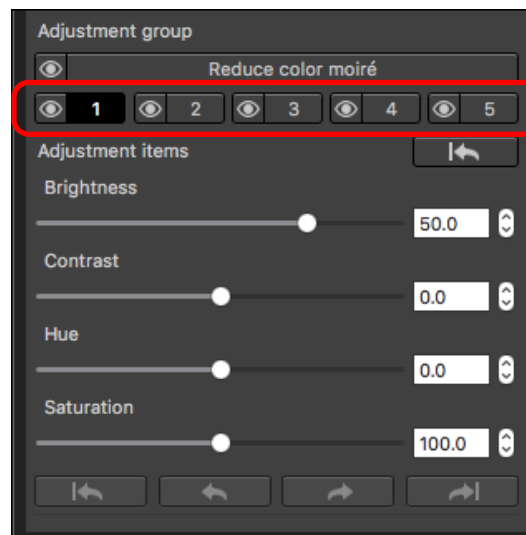 Adjustment group
Reduce color moiré
1 2 3 4 5
Adjustment items
Brightness
50.0
Contrast
0.0
Hue
0.0
Saturation
100.0